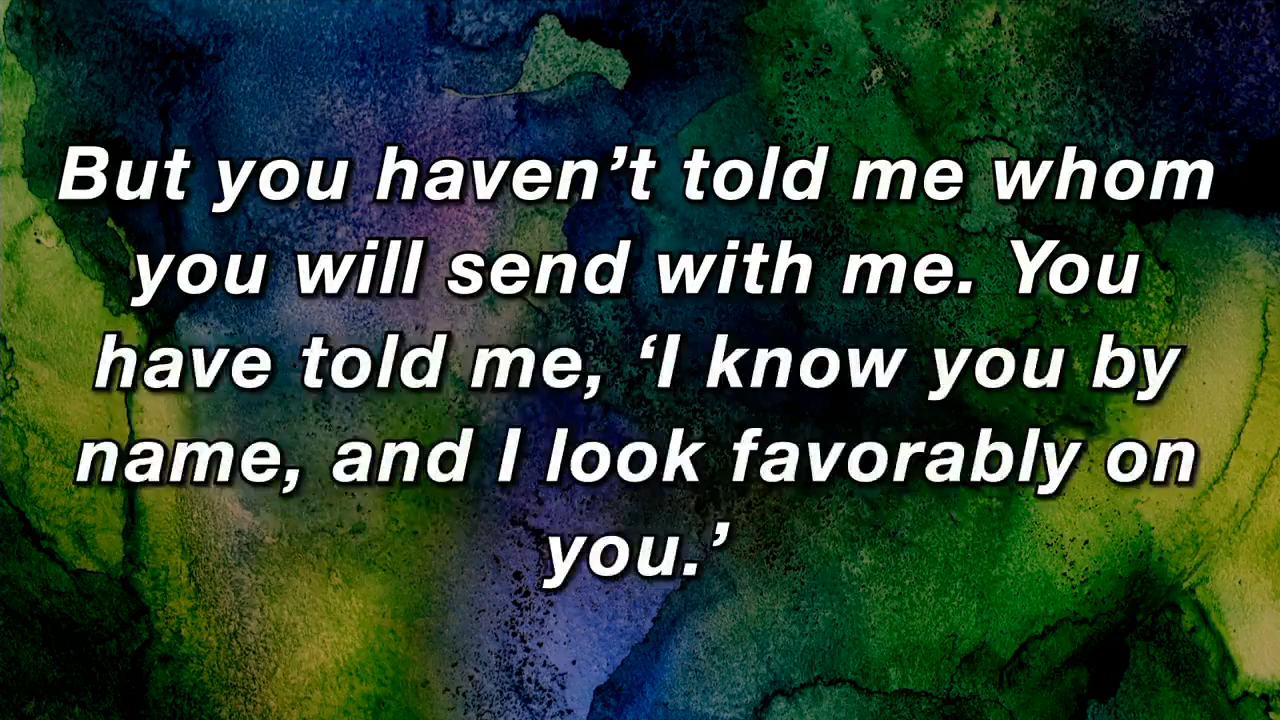 But you haven’t told me whom
you will send with me. You
have told me, ‘I know you by
name, and I look favorably on
you.’